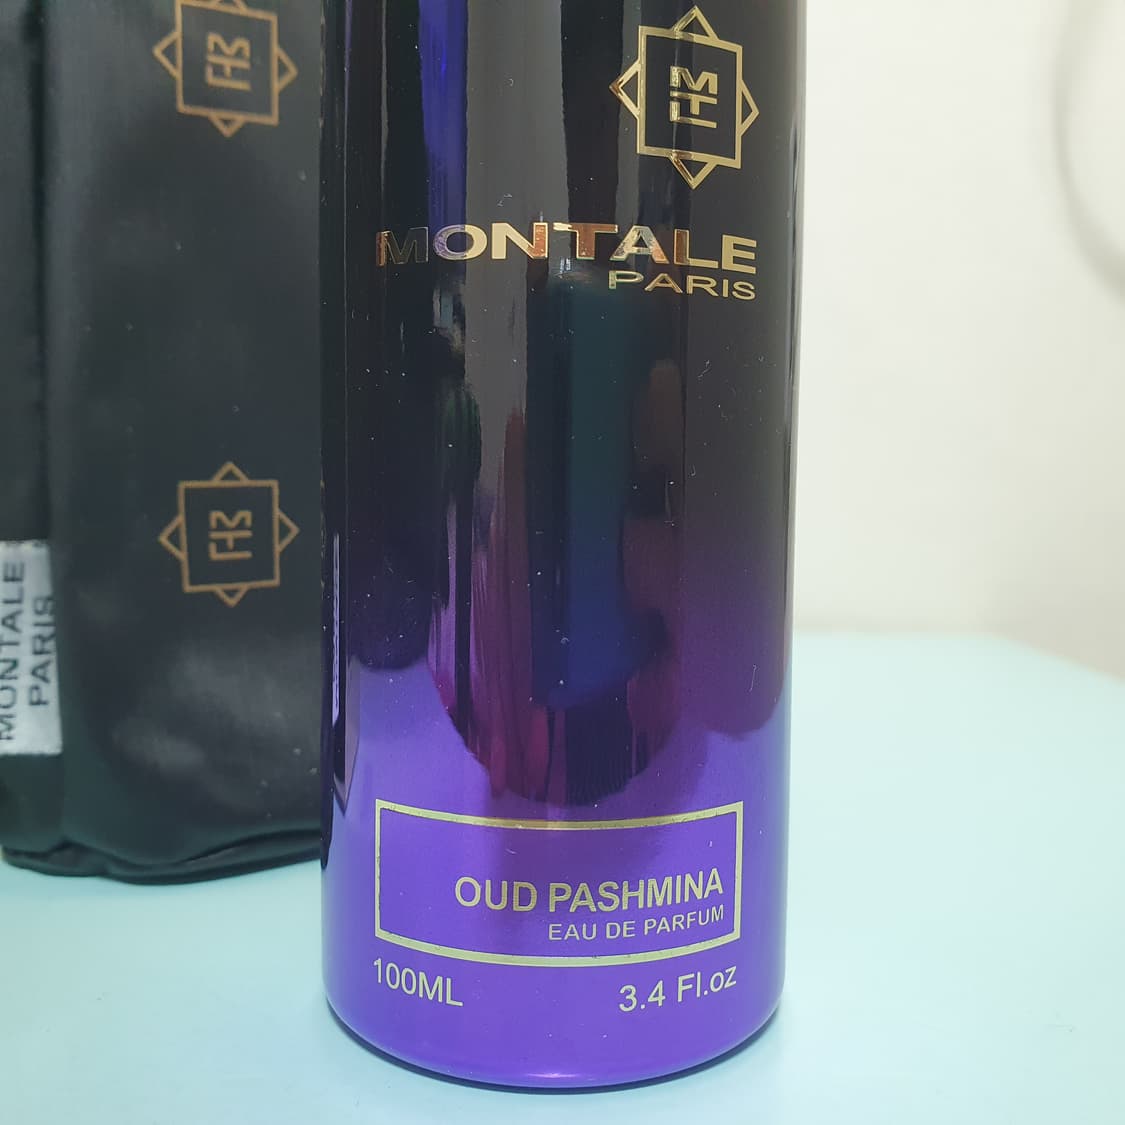 MONTALE
PARIS
OUD PASHMINA
EAU DE PARFUM
100ML
3.4 Fl.oz
MONTALE
PARIS